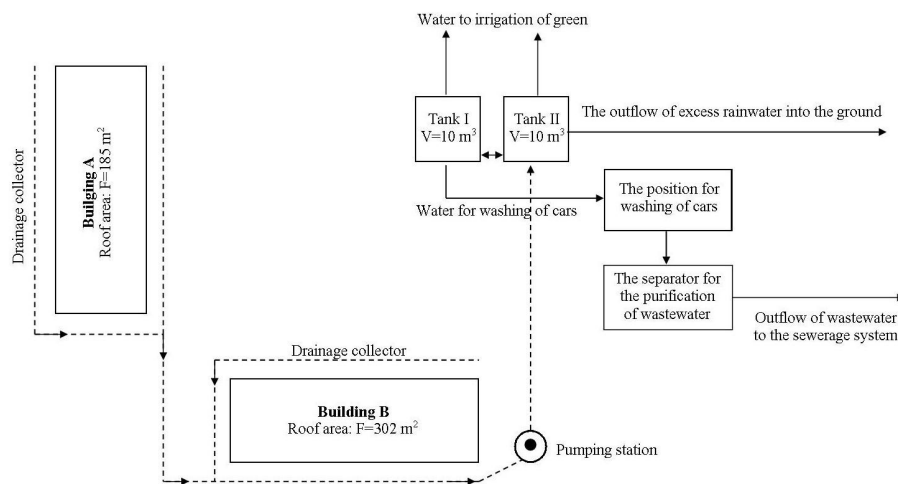 Water to irrigation of green
Tank I
V=10 m³
Tank II
V=10 m³
The outflow of excess rainwater into the ground
Drainage collector
Builging A
Roof area: F=185 m²
Water for washing of cars
The position for
washing of cars
The separator for
the purification
of wastewater
Outflow of wastewater
to the sewerage system
Drainage collector
Building B
Roof area: F=302 m²
Pumping station